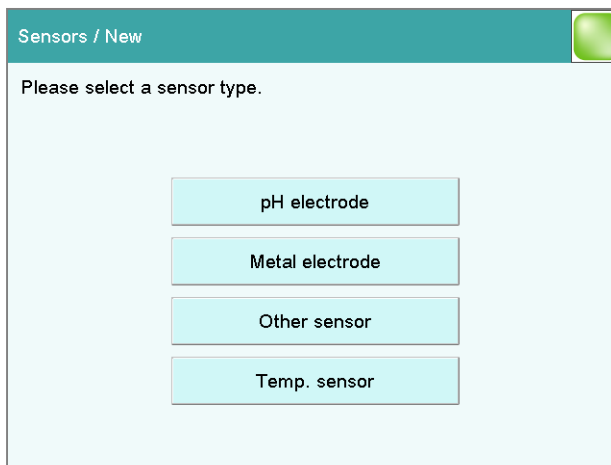 Sensors / New
Please select a sensor type.
pH electrode
Metal electrode
Other sensor
Temp. sensor